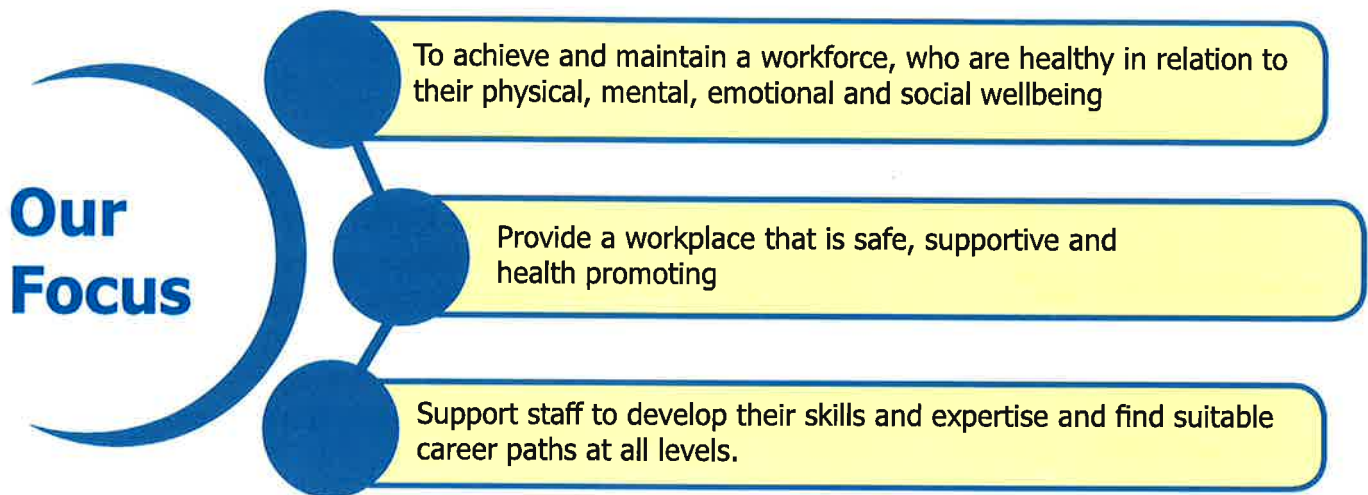 Our
Focus
To achieve and maintain a workforce, who are healthy in relation to
their physical, mental, emotional and social wellbeing
Provide a workplace that is safe, supportive and
health promoting
Support staff to develop their skills and expertise and find suitable
career paths at all levels.